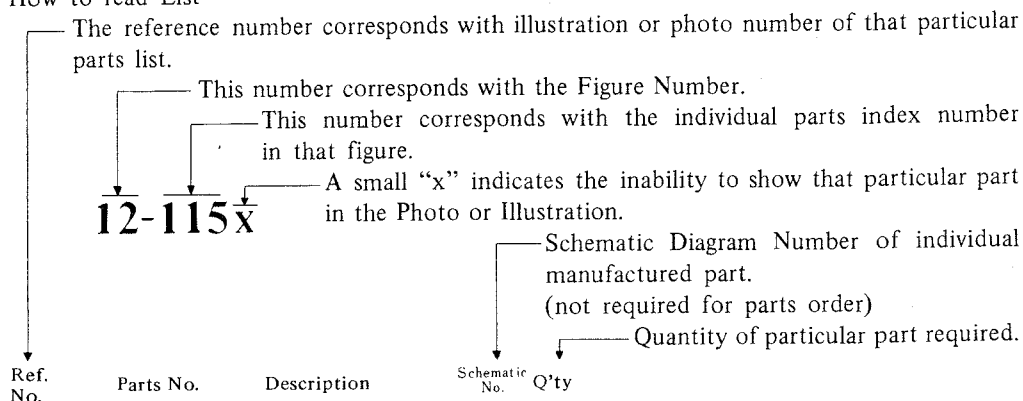 How to read List
The reference number corresponds with illustration or photo number of that particular
parts list.
This number corresponds with the Figure Number.
This number corresponds with the individual parts index number
in that figure.
A small “x” indicates the inability to show that particular part
in the Photo or Illustration.
12-115x
Schematic Diagram Number of individual
manufactured part.
(not required for parts order)
Quantity of particular part required.
Ref. No. Parts No. Description Schematic No. Q'ty